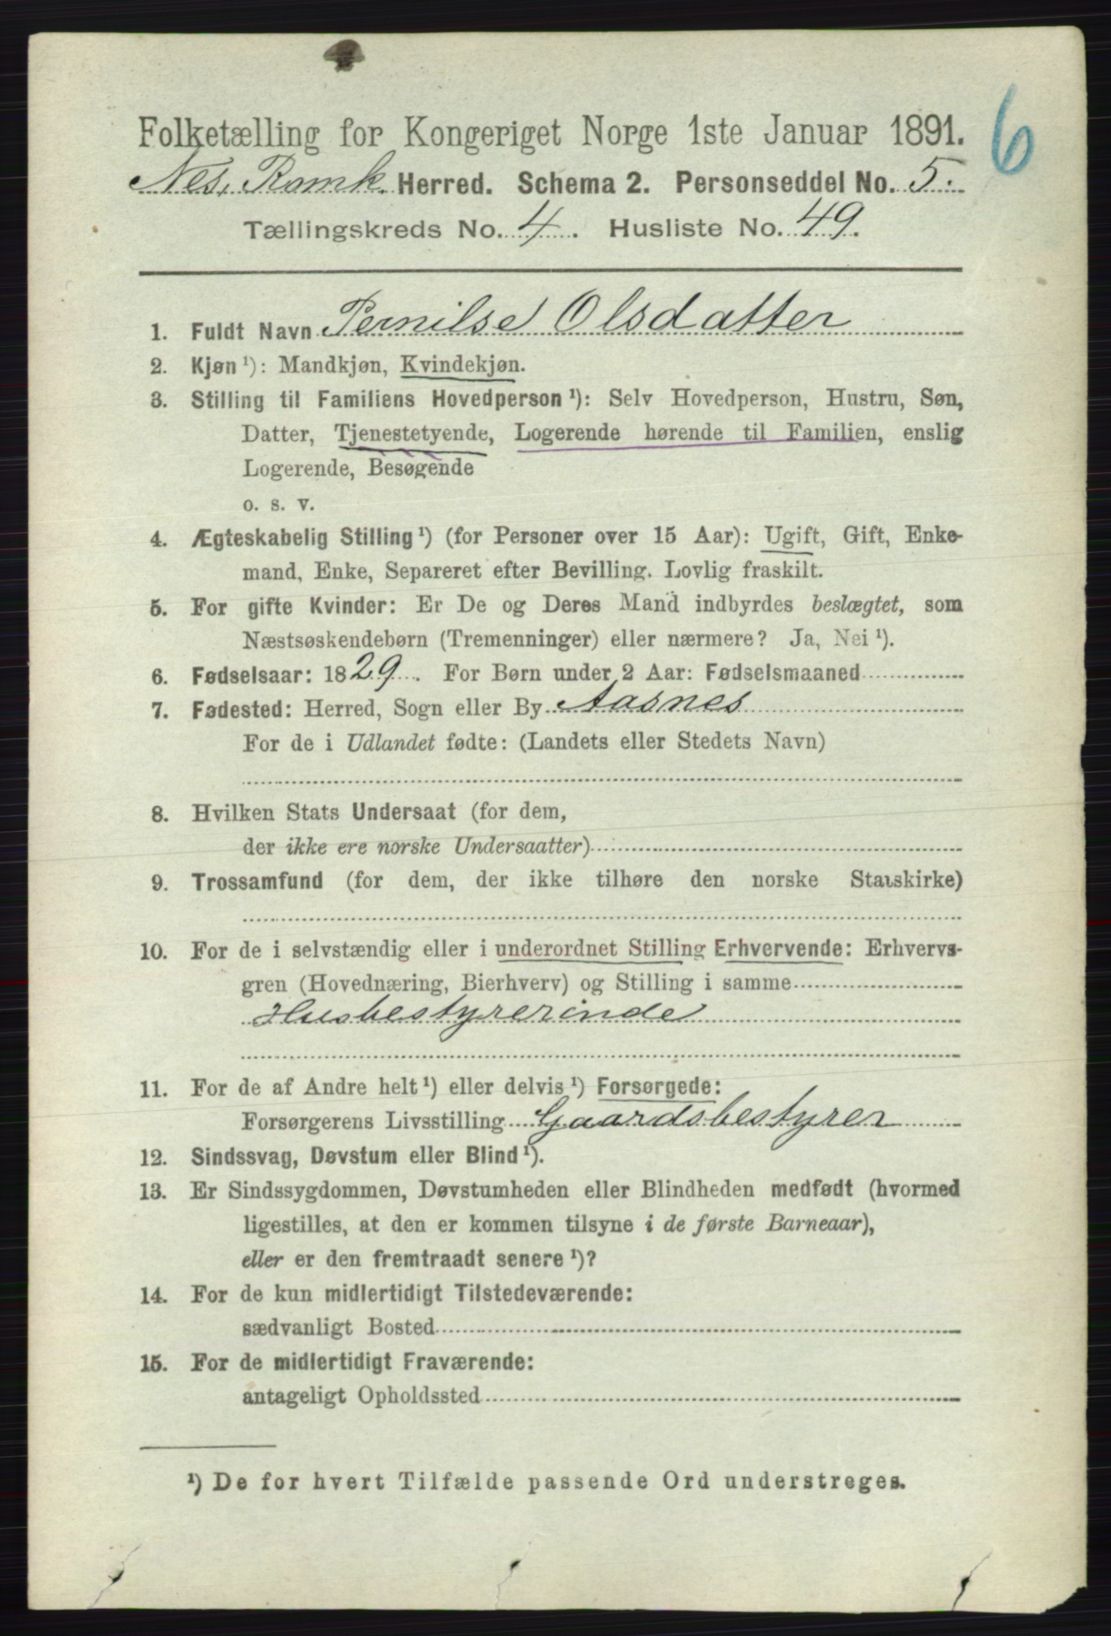 6
Folketælling for Kongeriget Norge 1ste Januar 1891.
Nes, Romk. Herred. Schema 2. Personseddel No. 5.
Tællingskreds No. 4. Husliste No. 49.
1. Fuldt Navn Pernilse Olsdatter
2. Kjøn ¹): Mandkjøn, Kvindekjøn.
3. Stilling til Familiens Hovedperson ¹): Selv Hovedperson, Hustru, Søn,
Datter, Tjenestetyende, Logerende hørende til Familien, enslig
Logerende, Besøgende
o. s. v.
4. Ægteskabelig Stilling ¹) (for Personer over 15 Aar): Ugift, Gift, Enke-
mand, Enke, Separeret efter Bevilling. Lovlig fraskilt.
5. For gifte Kvinder: Er De og Deres Mand indbyrdes beslægtet, som
Næstsøskendebørn (Tremenninger) eller nærmere? Ja, Nei ¹).
6. Fødselsaar: 1829. For Børn under 2 Aar: Fødselsmaaned
7. Fødested: Herred, Sogn eller By Aasnes
For de i Udlandet fødte: (Landets eller Stedets Navn)
8. Hvilken Stats Undersaat (for dem,
der ikke ere norske Undersaatter)
9. Trossamfund (for dem, der ikke tilhøre den norske Statskirke)
10. For de i selvstændig eller i underordnet Stilling Erhvervende: Erhvervs-
gren (Hovednæring, Bierhverv) og Stilling i samme
Husbestyrerinde
11. For de af Andre helt ¹) eller delvis ¹) Forsørgede:
Forsørgerens Livsstilling Gaardsbestyrer
12. Sindssvag, Døvstum eller Blind ¹).
13. Er Sindssygdommen, Døvstumheden eller Blindheden medfødt (hvormed
ligestilles, at den er kommen tilsyne i de første Barneaar),
eller er den fremtraadt senere ¹)?
14. For de kun midlertidigt Tilstedeværende:
sædvanligt Bosted
15. For de midlertidigt Fraværende:
antageligt Opholdssted
¹) De for hvert Tilfælde passende Ord understreges.